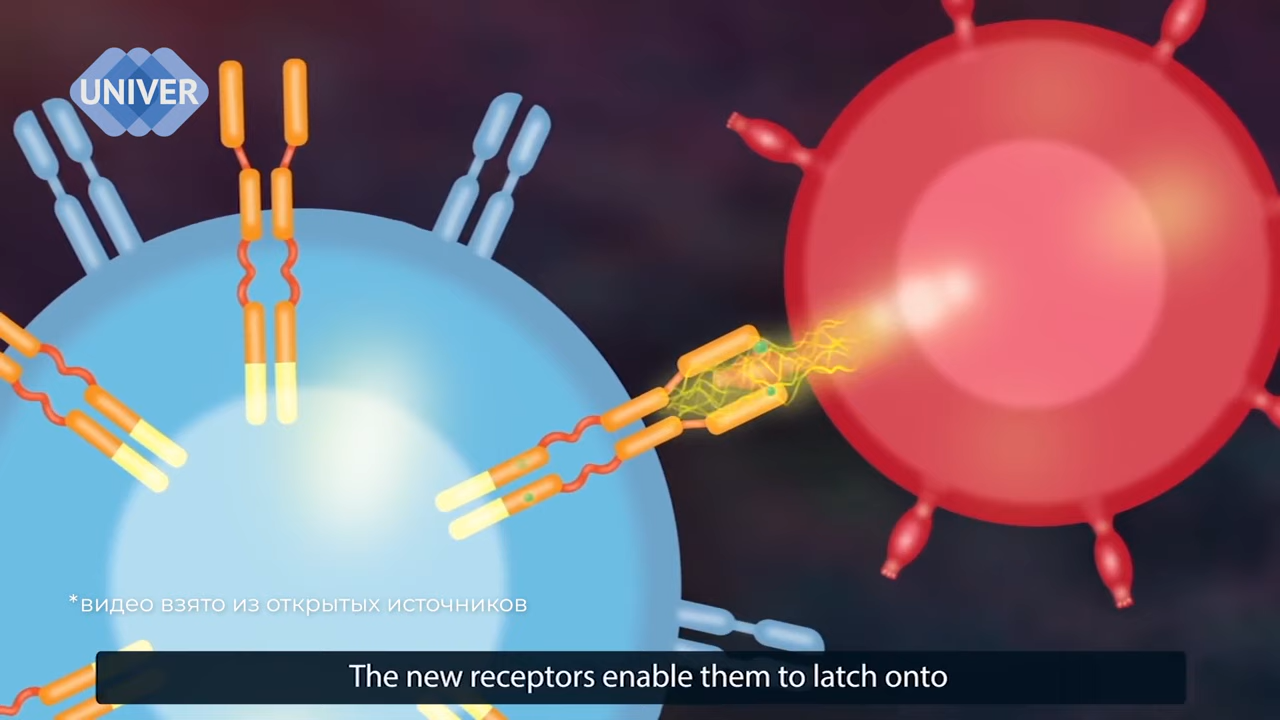 UNIVER
*видео взято из открытых источников
The new receptors enable them to latch onto